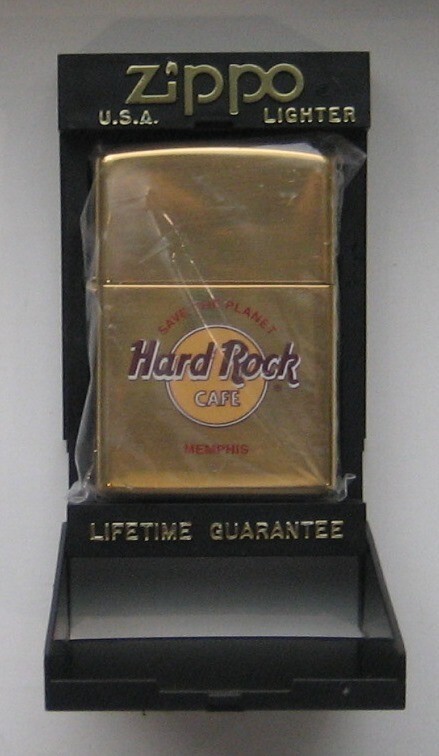 Zippo
U.S.A. LIGHTER
SAVE THE PLANET
Hard Rock
CAFE
MEMPHIS
LIFETIME GUARANTEE